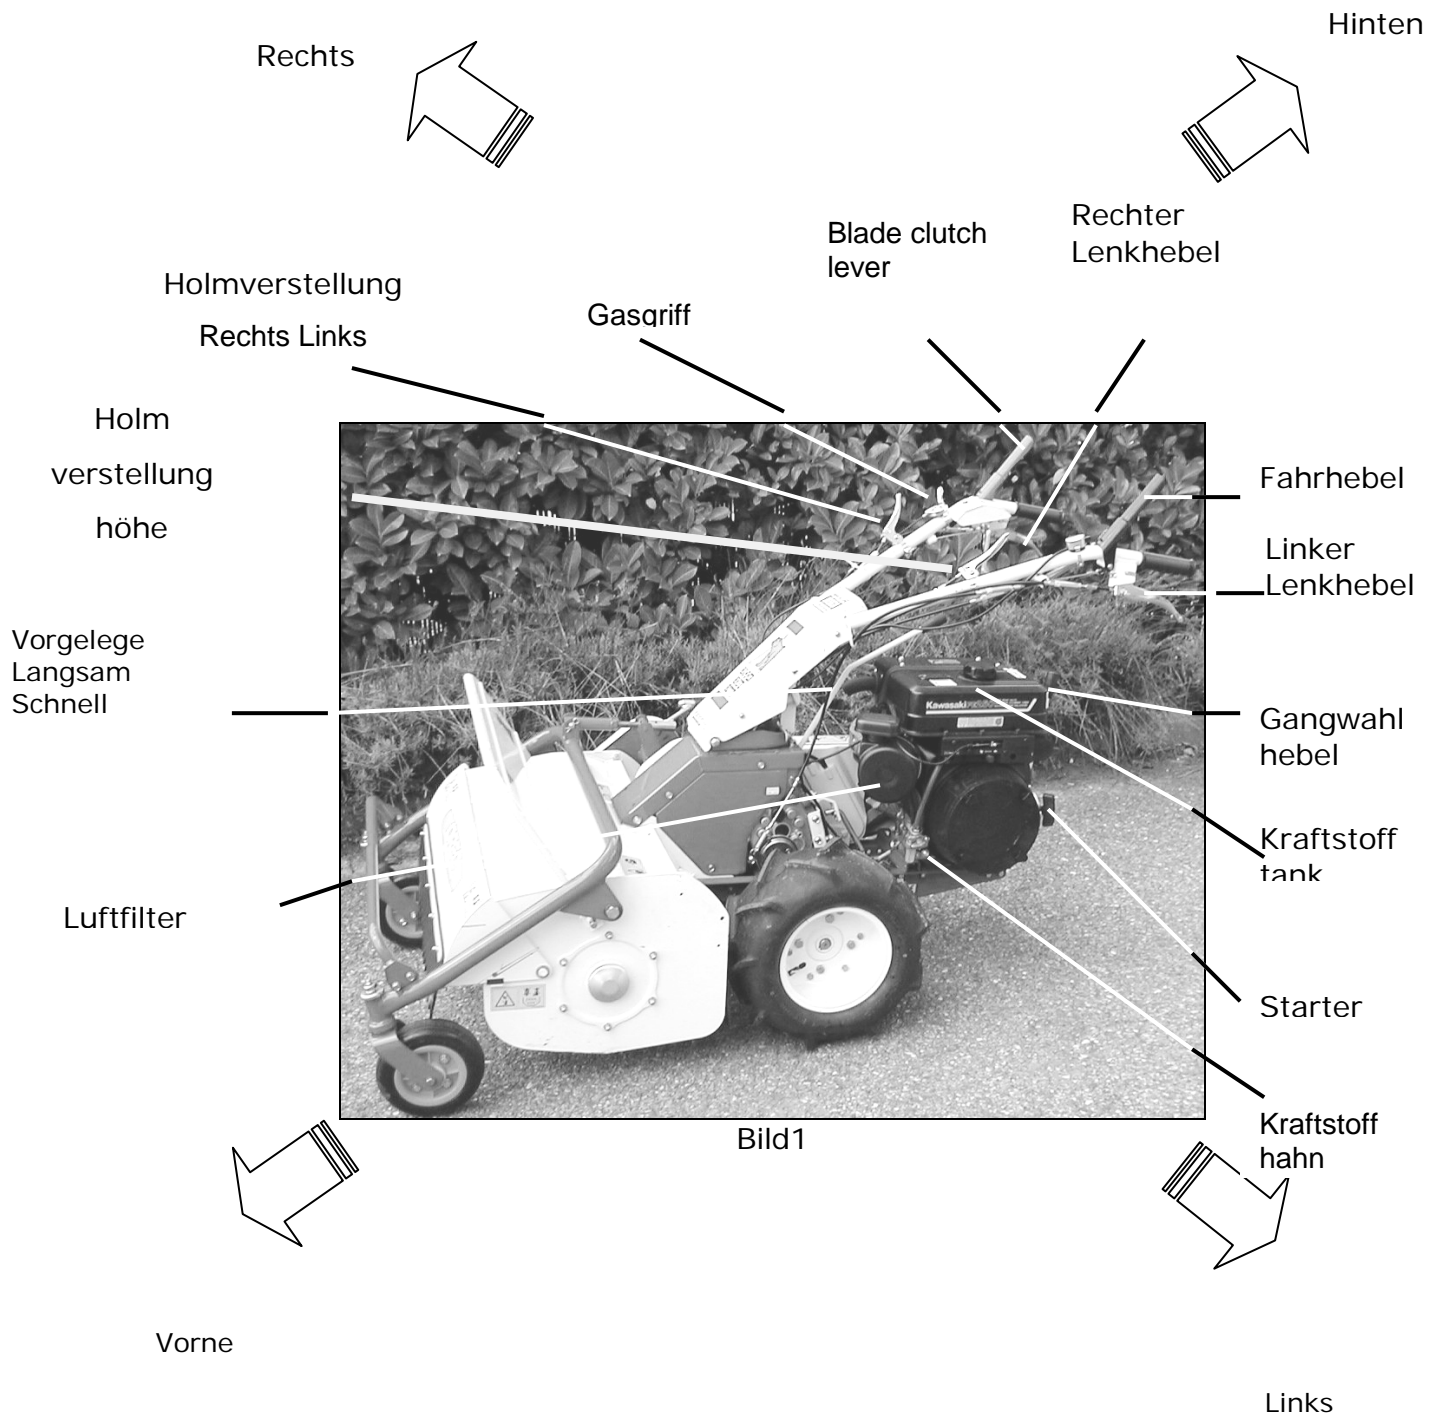 Hinten
Rechts
Rechter
Lenkhebel
Blade clutch
lever
Holmverstellung
Rechts Links
Gasgriff
Holm
verstellung
höhe
Fahrhebel
Linker
Lenkhebel
Vorgelege
Langsam
Schnell
Kawasaki
Gangwahl
hebel
Kraftstoff
tank
Luftfilter
Starter
Kraftstoff
hahn
Bild1
Vorne
Links